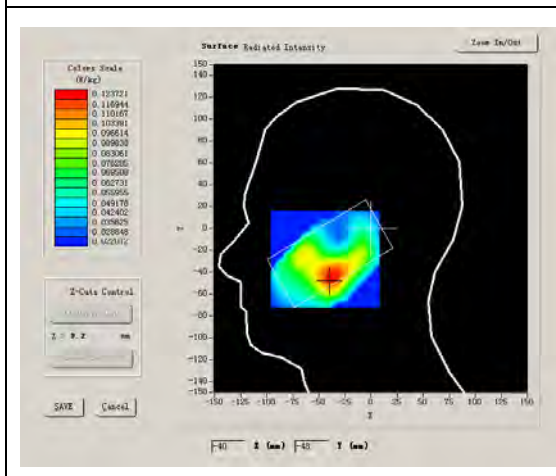 Surface Radiated Intensity
Zoom In/Out
Colors Scale
(W/kg)
0.123721
0.116944
0.110167
0.103391
0.096614
0.089838
0.083061
0.076285
0.069508
0.062731
0.055955
0.049178
0.042402
0.035625
0.028848
0.022072
150
140
100
80
60
40
20
0
-20
-40
-60
-80
-100
-120
-140
-150
Y
-150 -125 -100 -75 -50 -25 0 25 50 75 100 125 150
X
Z-Cuts Control
Z = 9.2 mm
SAVE Cancel
-40 X (mm) -48 Y (mm)